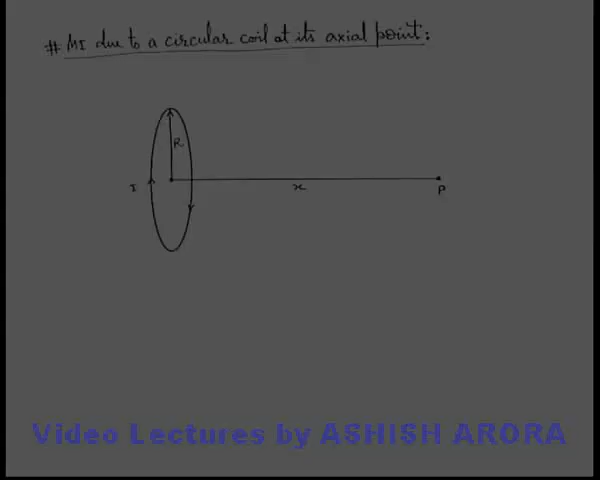 # MI due to a circular coil at its axial point:
R
I
x
P
Video Lectures by ASHISH ARORA